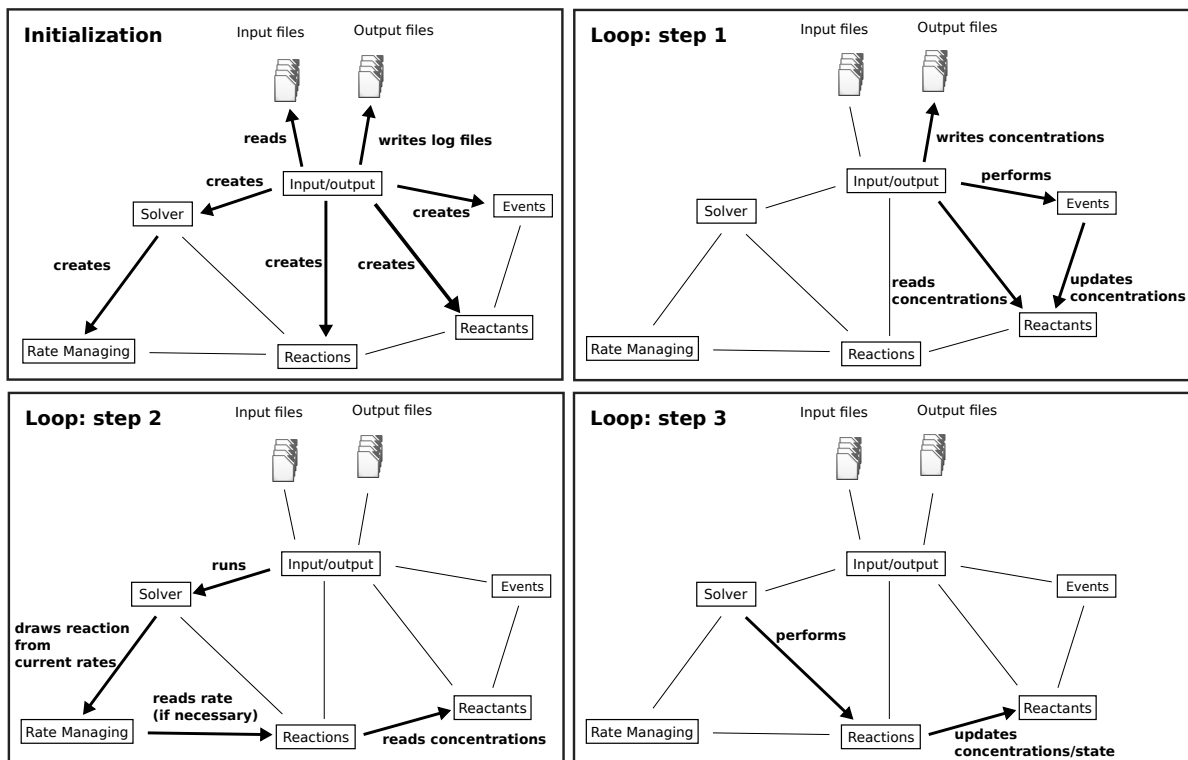 Initialization
Input files
Output files
reads
writes log files
creates
Input/output
Solver
creates
Events
creates
creates
creates
Rate Managing
Reactions
Reactants
Loop: step 1
Input files
Output files
writes concentrations
Input/output
performs
Solver
Events
reads
concentrations
updates
concentrations
Reactants
Rate Managing
Reactions
Loop: step 2
Input files
Output files
runs
Input/output
Solver
Events
draws reaction
from
current rates
reads rate
(if necessary)
Reactants
Rate Managing
Reactions
reads concentrations
Loop: step 3
Input files
Output files
Input/output
Solver
Events
performs
Reactants
Rate Managing
Reactions
updates
concentrations/state